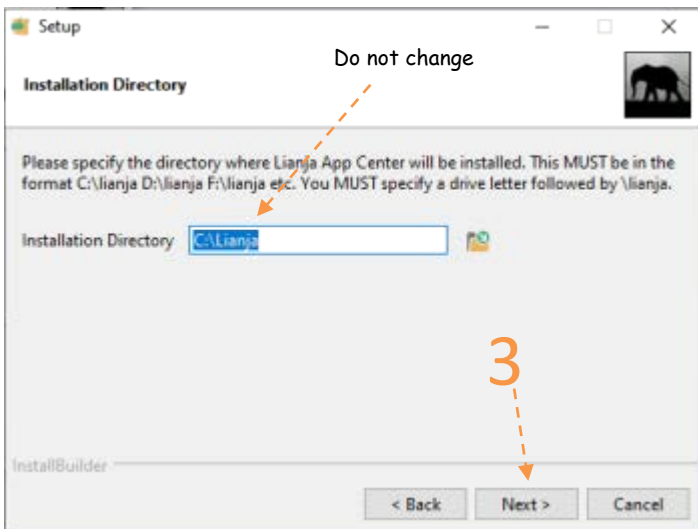 Setup
Do not change
Installation Directory
Please specify the directory where Lianja App Center will be installed. This MUST be in the
format C:\lianja D:\lianja F:\lianja etc. You MUST specify a drive letter followed by \lianja.
Installation Directory C:\Lianja
3
InstallBuilder
< Back Next > Cancel